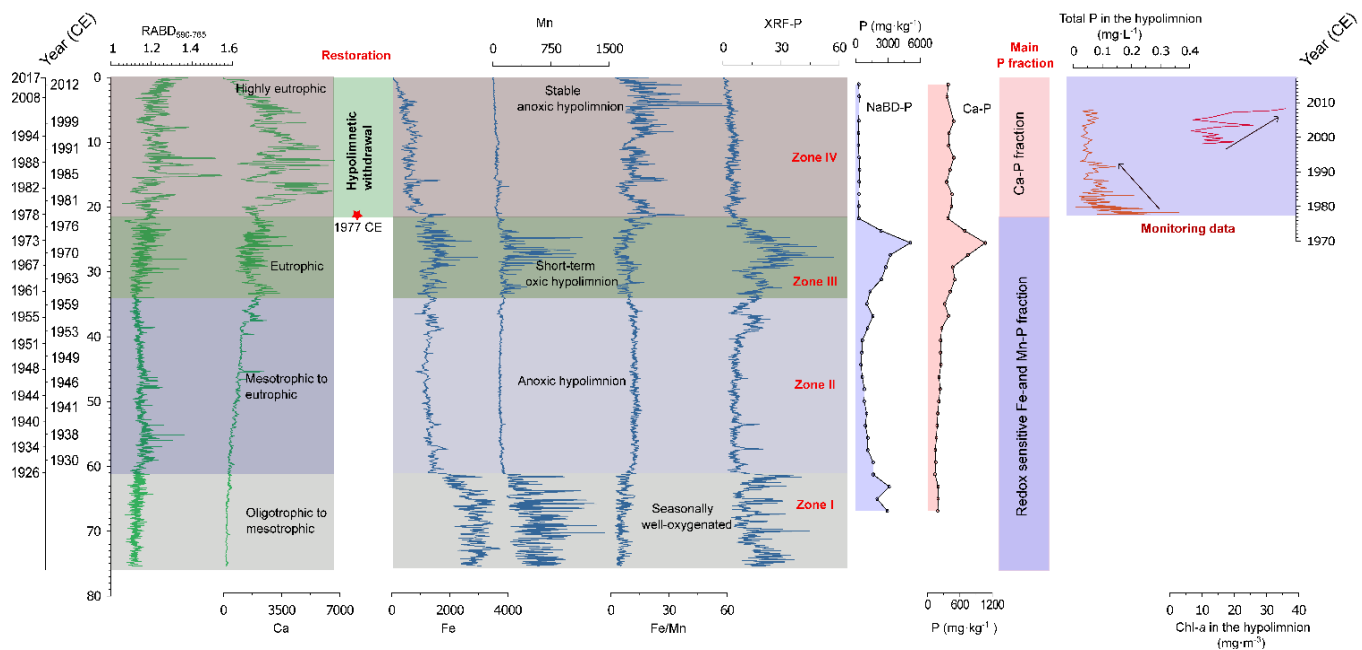 Year (CE)
RABD590-765
1 1.2 1.4 1.6
Restoration
Mn
0 750 1500
XRF-P
0 30 60
P (mg·kg-1)
0 3000 6000
Main
P fraction
Total P in the hypolimnion
(mg·L-1)
0 0.1 0.2 0.3 0.4
Year (CE)
2017
2008
1994
1988
1982
1978
1973
1967
1961
1955
1951
1948
1944
1940
1934
1926
2012
1999
1991
1985
1981
1976
1970
1963
1959
1953
1949
1946
1941
1938
1930
0
10
20
30
40
50
60
70
80
Highly eutrophic
Eutrophic
Mesotrophic to
eutrophic
Oligotrophic to
mesotrophic
Hypolimnetic
withdrawal
1977 CE
Stable
anoxic hypolimnion
Zone IV
Short-term
oxic hypolimnion
Zone III
Anoxic hypolimnion
Zone II
Seasonally
well-oxygenated
Zone I
NaBD-P
Ca-P
Ca-P fraction
Redox sensitive Fe-and Mn-P fraction
2010
2000
1990
1980
1970
Monitoring data
0 3500 7000
Ca
0 2000 4000
Fe
0 30 60
Fe/Mn
0 600 1200
P (mg·kg-1)
0 10 20 30 40
Chl-a in the hypolimnion
(mg·m-3)